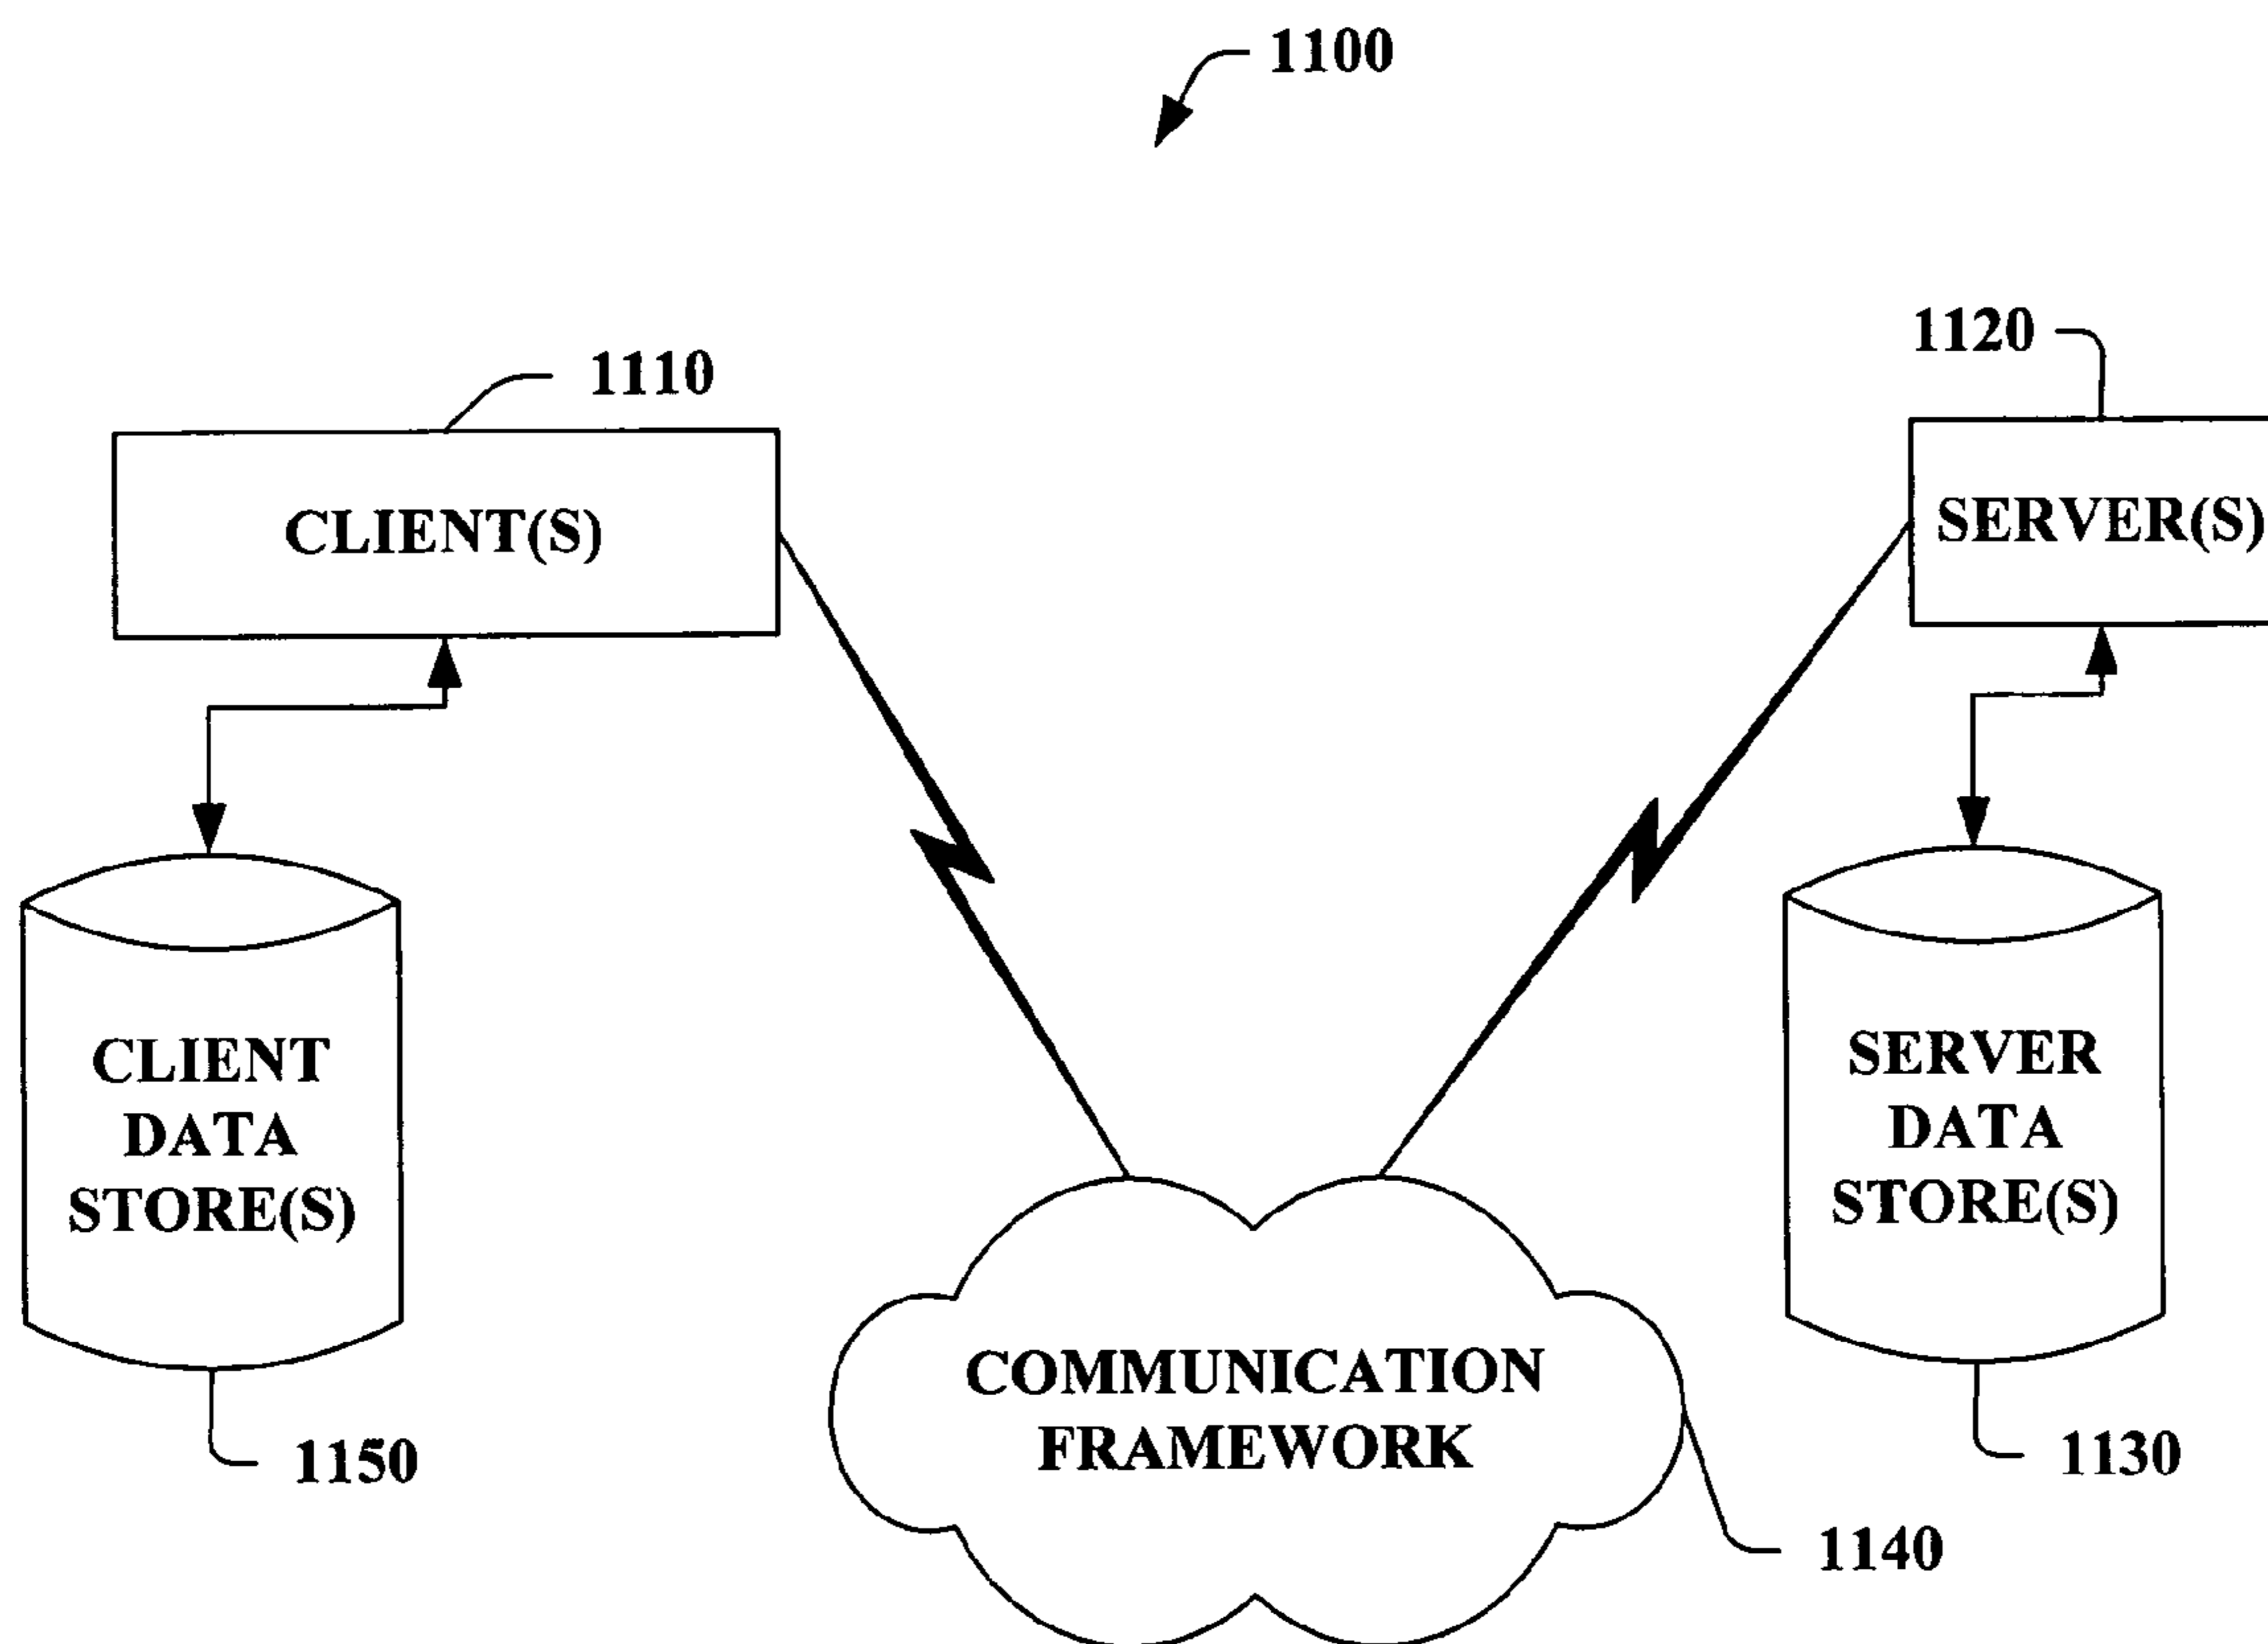 1100
1110
1120
CLIENT(S)
SERVER(S)
CLIENT
DATA
STORE(S)
SERVER
DATA
STORE(S)
COMMUNICATION
FRAMEWORK
1150
1130
1140